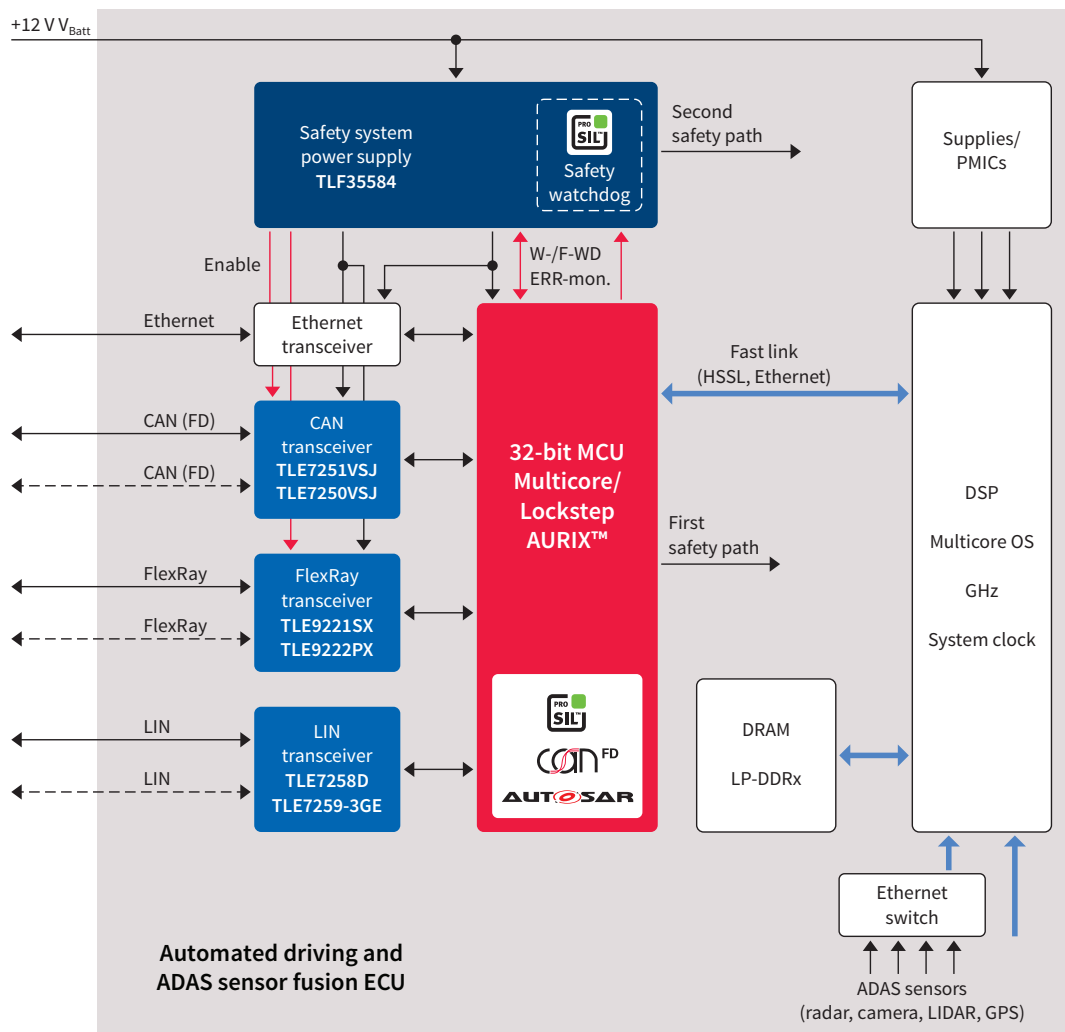 +12 V VBatt
Safety system
power supply
TLF35584
PRO
SIL™
Safety
watchdog
Second
safety path
Supplies/
PMICs
Enable
W-/F-WD
ERR-mon.
Ethernet
Ethernet
transceiver
Fast link
(HSSL, Ethernet)
CAN (FD)
CAN (FD)
CAN
transceiver
TLE7251VSJ
TLE7250VSJ
32-bit MCU
Multicore/
Lockstep
AURIX™
First
safety path
DSP
Multicore OS
GHz
System clock
FlexRay
FlexRay
FlexRay
transceiver
TLE9221SX
TLE9222PX
LIN
LIN
LIN
transceiver
TLE7258D
TLE7259-3GE
PRO
SIL™
CAN FD
AUTOSAR
DRAM
LP-DDRx
Ethernet
switch
ADAS sensors
(radar, camera, LIDAR, GPS)
Automated driving and
ADAS sensor fusion ECU